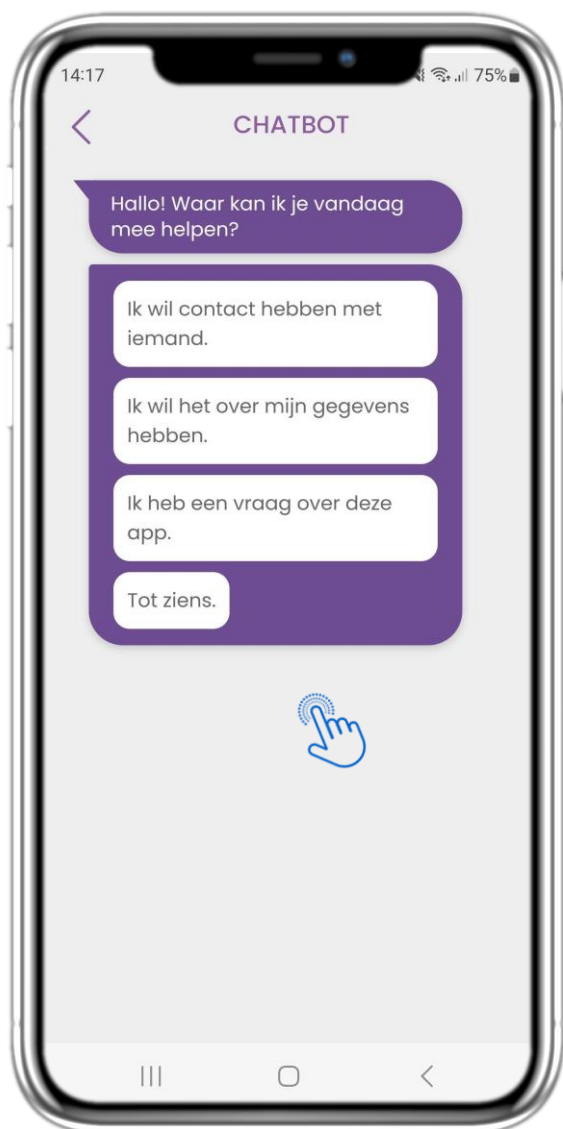 14:17
75%
CHATBOT
Hallo! Waar kan ik je vandaag
mee helpen?
Ik wil contact hebben met
iemand.
Ik wil het over mijn gegevens
hebben.
Ik heb een vraag over deze
app.
Tot ziens.